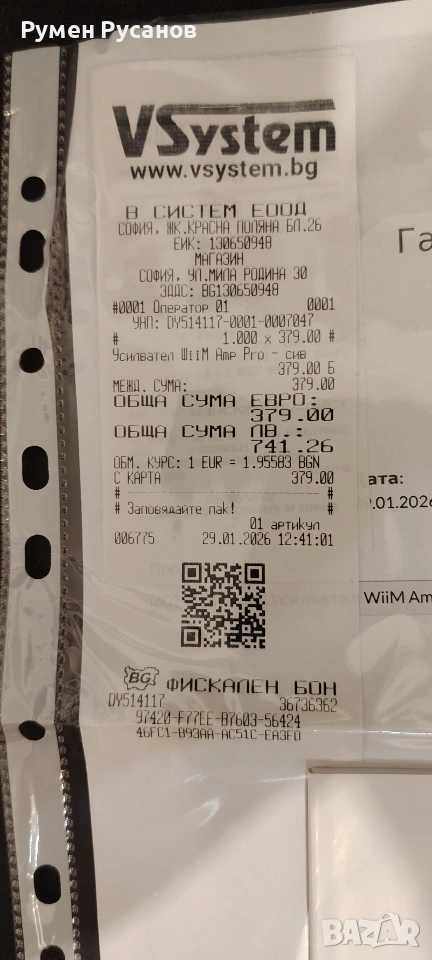 Румен Русанов
VSystem
www.vsystem.bg
В СИСТЕМ ЕООД
СОФИЯ, ЖК.КРАСНА ПОЛЯНА БЛ.26
ЕИК: 130650948
МАГАЗИН
СОФИЯ, УЛ.МИЛА РОДИНА 30
ЗДДС: BG130650948
#0001 Оператор 01 0001
УНП: DY514117-0001-0007047
# 1.000 x 379.00 #
Усилвател WiiM Amp Pro - сив
379.00 Б
МЕЖД. СУМА: 379.00
ОБЩА СУМА ЕВРО:
379.00
ОБЩА СУМА ЛВ.:
741.26
ОБМ. КУРС: 1 EUR = 1.95583 BGN
С КАРТА 379.00
# #
# Заповядайте пак! #
01 артикул
006775 29.01.2026 12:41:01
BG ФИСКАЛЕН БОН
DY514117 36736362
97420-F77EE-B7603-56424
46FC1-B93AA-AC51C-EA3FD
Га
ата:
9.01.2026
WiiM Am
BAZAR